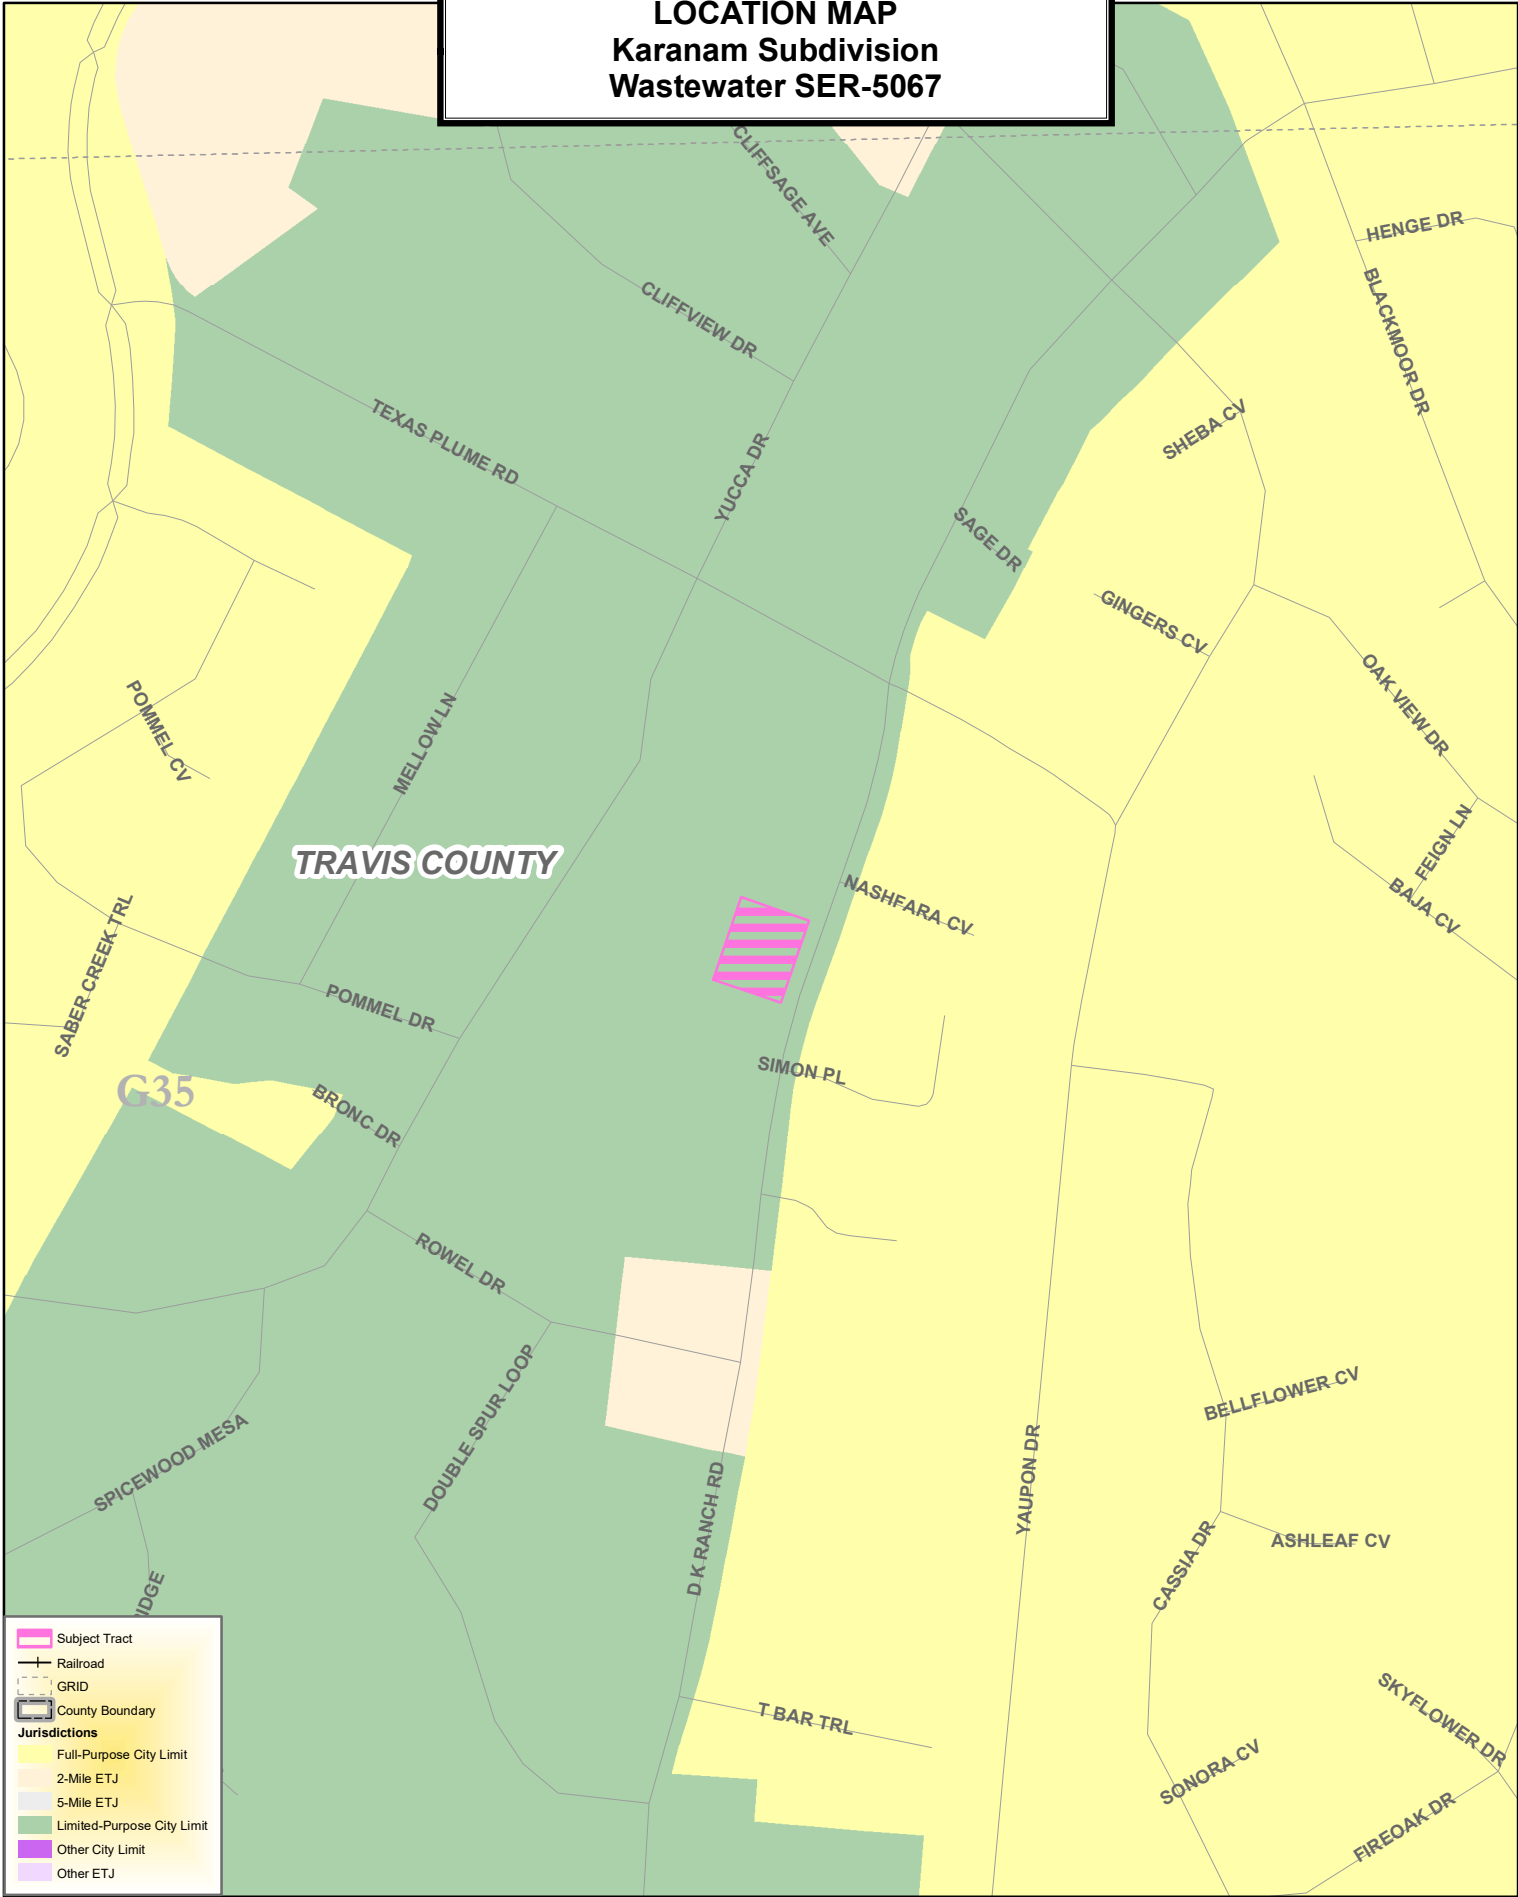 LOCATION MAP
Karanam Subdivision
Wastewater SER-5067
CLIFFSAGE AVE
HENGE DR
BLACKMOOR DR
CLIFFVIEW DR
TEXAS PLUME RD
YUCCA DR
SHEBA CV
SAGE DR
GINGERS CV
OAK VIEW DR
POMMEL CV
MELLOW LN
FEIGN LN
BAJA CV
TRAVIS COUNTY
NASHFARA CV
SABER CREEK TRL
POMMEL DR
SIMON PL
G35
BRONC DR
ROWEL DR
DOUBLE SPUR LOOP
BELLFLOWER CV
SPICEWOOD MESA
D K RANCH RD
YAUPON DR
CASSIA DR
ASHLEAF CV
IDGE
T BAR TRL
SKYFLOWER DR
SONORA CV
FIREOAK DR
Subject Tract
Railroad
GRID
County Boundary
Jurisdictions
Full-Purpose City Limit
2-Mile ETJ
5-Mile ETJ
Limited-Purpose City Limit
Other City Limit
Other ETJ